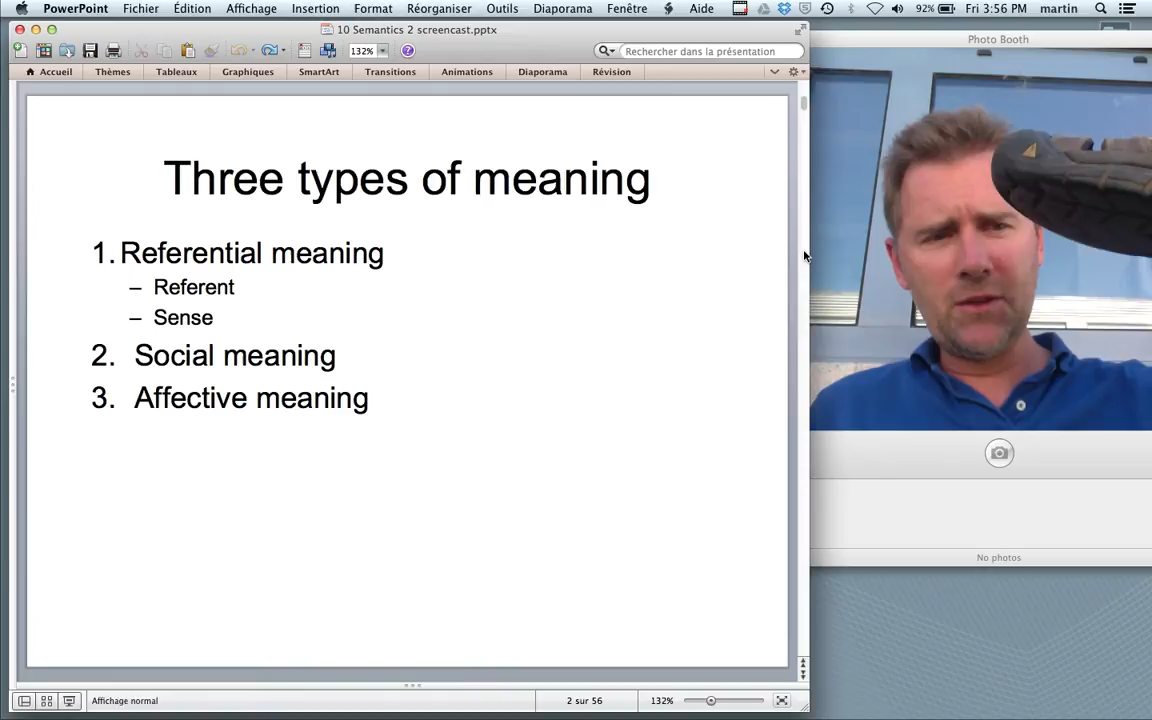 PowerPoint Fichier Édition Affichage Insertion Format Réorganiser Outils Diaporama Fenêtre Aide 92% Fri 3:56 PM martin
10 Semantics 2 screencast.pptx
Photo Booth
132% Rechercher dans la présentation
Accueil Thèmes Tableaux Graphiques SmartArt Transitions Animations Diaporama Révision
Three types of meaning
1. Referential meaning
– Referent
– Sense
2. Social meaning
3. Affective meaning
No photos
Affichage normal 2 sur 56 132%